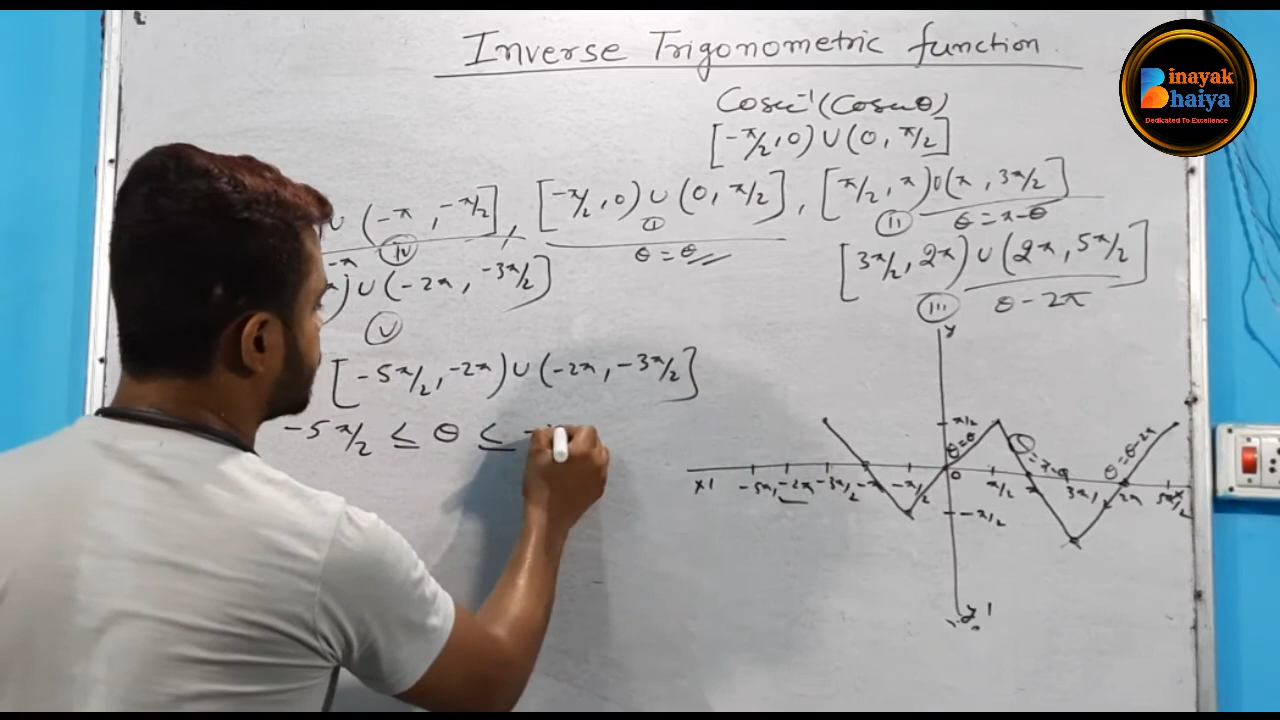 Inverse Trigonometric function
Binayak
Bhaiya
Dedicated To Excellence
Cosec⁻¹(Cosecθ)
[-π/2, 0) ∪ (0, π/2]
∪ (-π, -π/2], [-π/2, 0) ∪ (0, π/2], [π/2, π) ∪ (π, 3π/2]
IV
I
θ = θ
II
θ = π-θ
) ∪ (-2π, -3π/2]
V
[3π/2, 2π) ∪ (2π, 5π/2]
III
θ - 2π
[-5π/2, -2π) ∪ (-2π, -3π/2]
-5π/2 ≤ θ ≤ -
y
π/2
θ=θ
θ=π-θ
θ=θ-2π
x1 -5π/2 -2π -3π/2 -π -π/2 0 π/2 π 3π/2 2π 5π/2
-π/2
y1